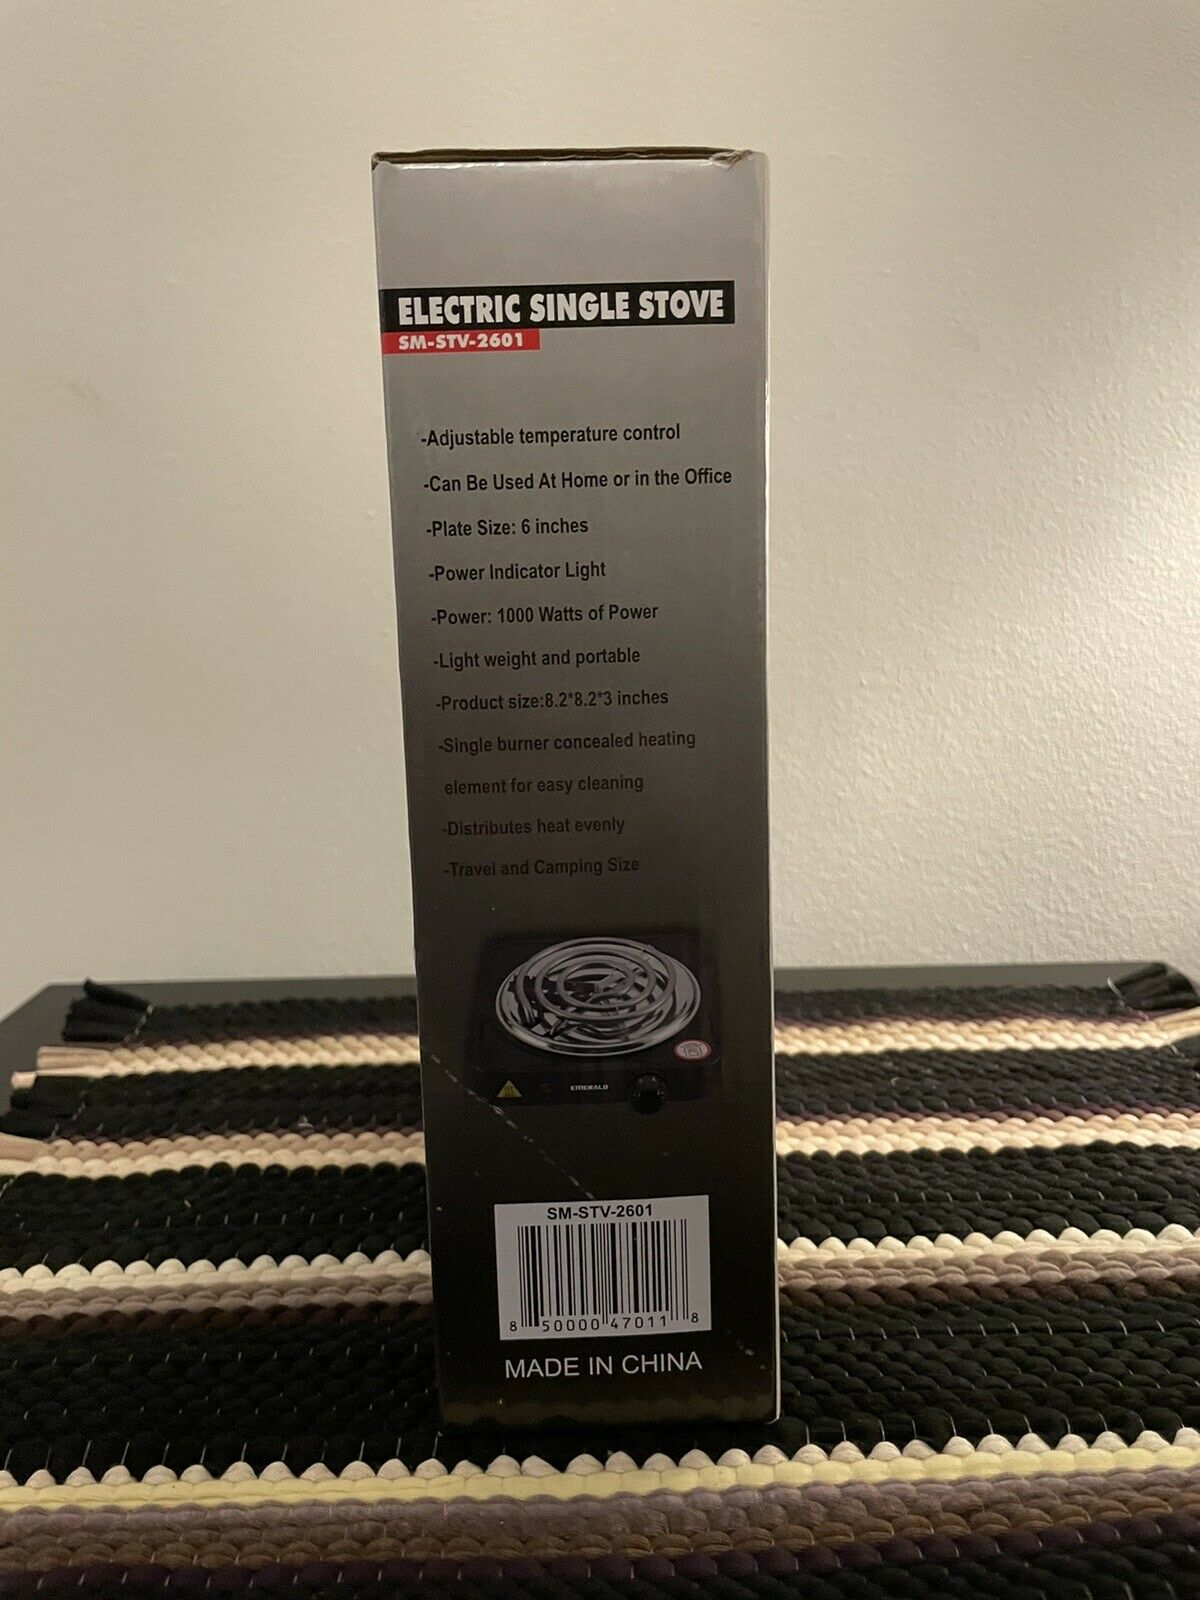 ELECTRIC SINGLE STOVE
SM-STV-2601
-Adjustable temperature control
-Can Be Used At Home or in the Office
-Plate Size: 6 inches
-Power Indicator Light
-Power: 1000 Watts of Power
-Light weight and portable
-Product size:8.2*8.2*3 inches
-Single burner concealed heating
element for easy cleaning
-Distributes heat evenly
-Travel and Camping Size
EMERALD
SM-STV-2601
8 50000 47011 8
MADE IN CHINA